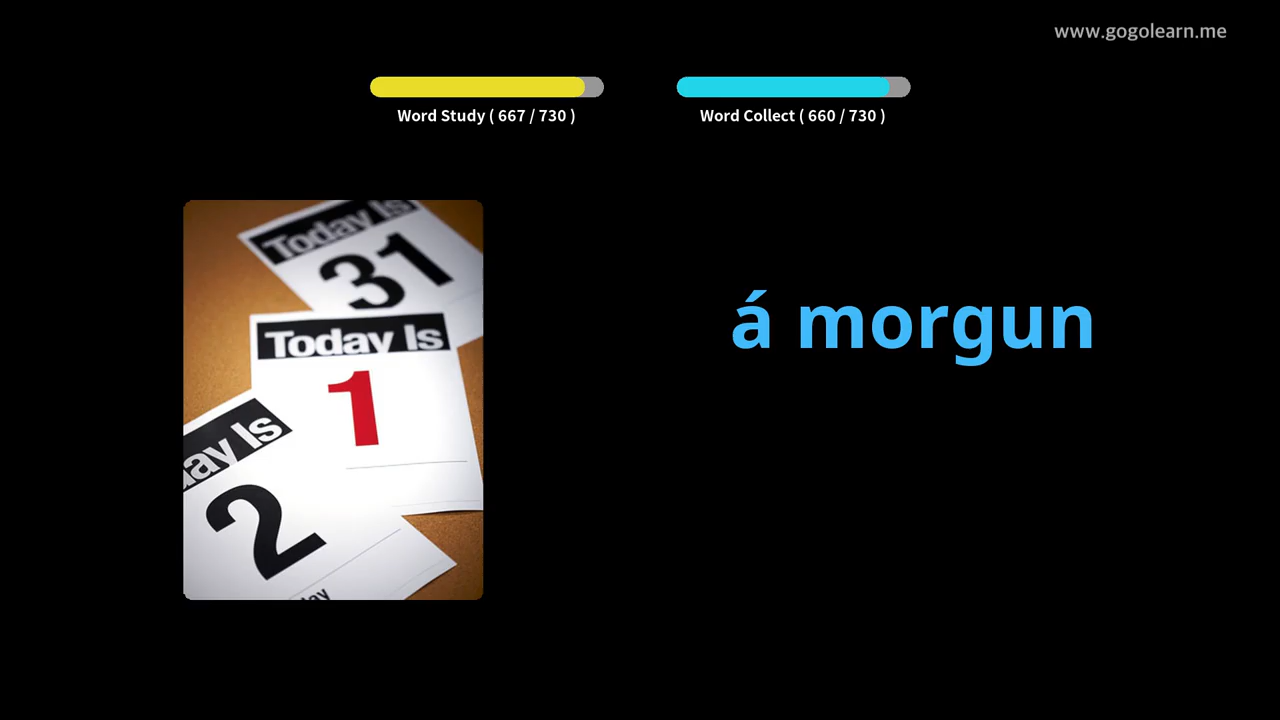 www.gogolearn.me
Word Study ( 667 / 730 )
Word Collect ( 660 / 730 )
Today Is
31
Today Is
1
á morgun
ay Is
2